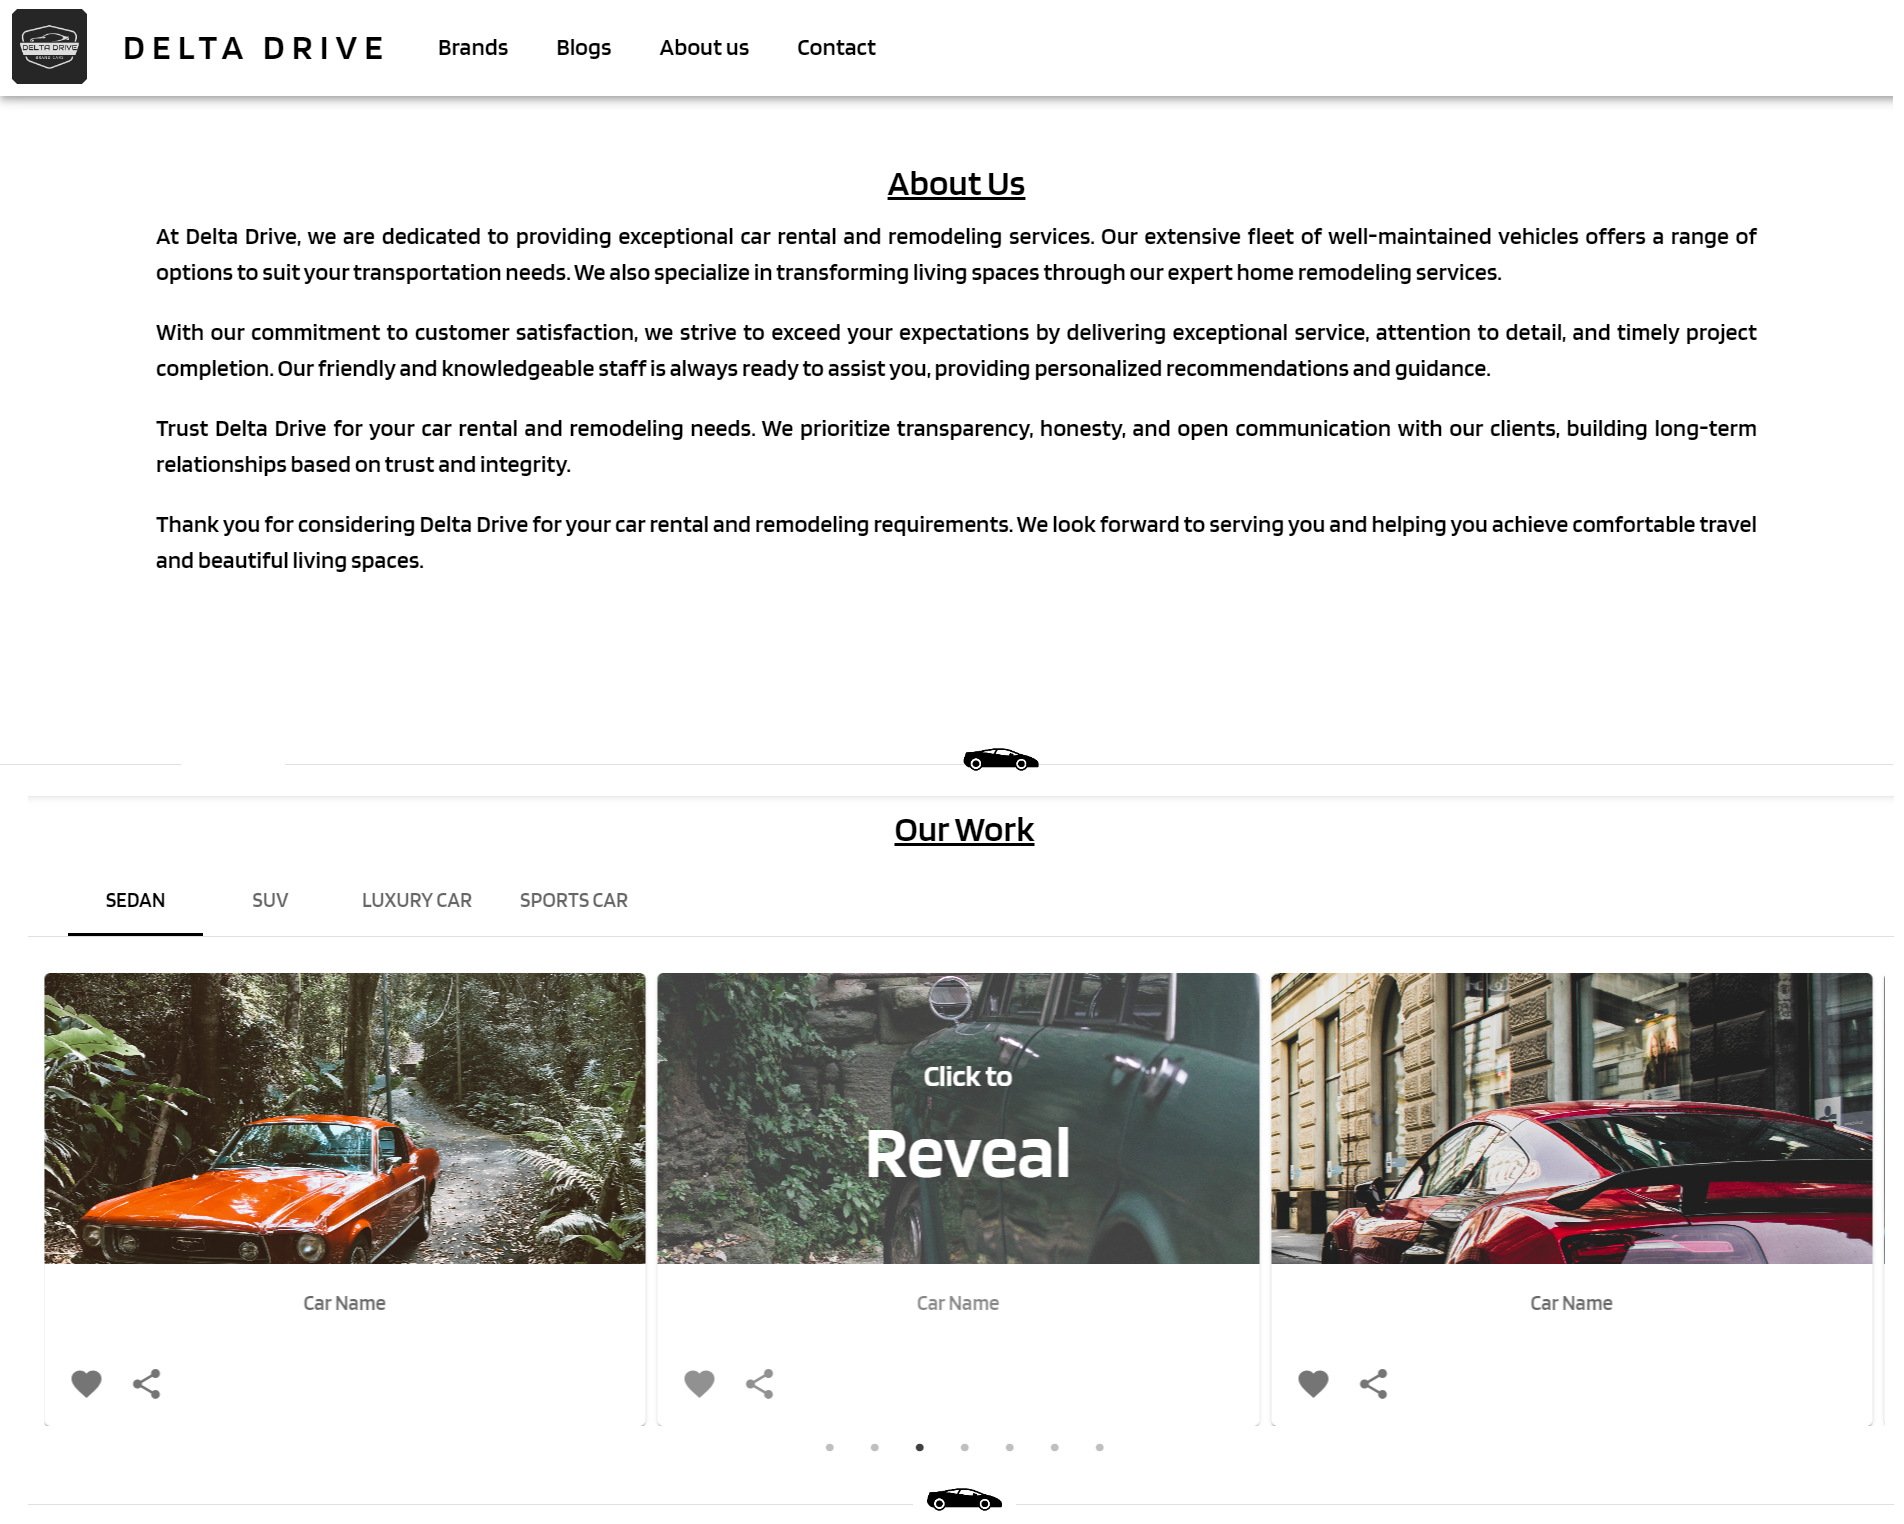 DELTA DRIVE
DELTA DRIVE
Brands
Blogs
About us
Contact
About Us
At Delta Drive, we are dedicated to providing exceptional car rental and remodeling services. Our extensive fleet of well-maintained vehicles offers a range of
options to suit your transportation needs. We also specialize in transforming living spaces through our expert home remodeling services.
With our commitment to customer satisfaction, we strive to exceed your expectations by delivering exceptional service, attention to detail, and timely project
completion. Our friendly and knowledgeable staff is always ready to assist you, providing personalized recommendations and guidance.
Trust Delta Drive for your car rental and remodeling needs. We prioritize transparency, honesty, and open communication with our clients, building long-term
relationships based on trust and integrity.
Thank you for considering Delta Drive for your car rental and remodeling requirements. We look forward to serving you and helping you achieve comfortable travel
and beautiful living spaces.
Our Work
SEDAN
SUV
LUXURY CAR
SPORTS CAR
Click to
Reveal
Car Name
Car Name
Car Name